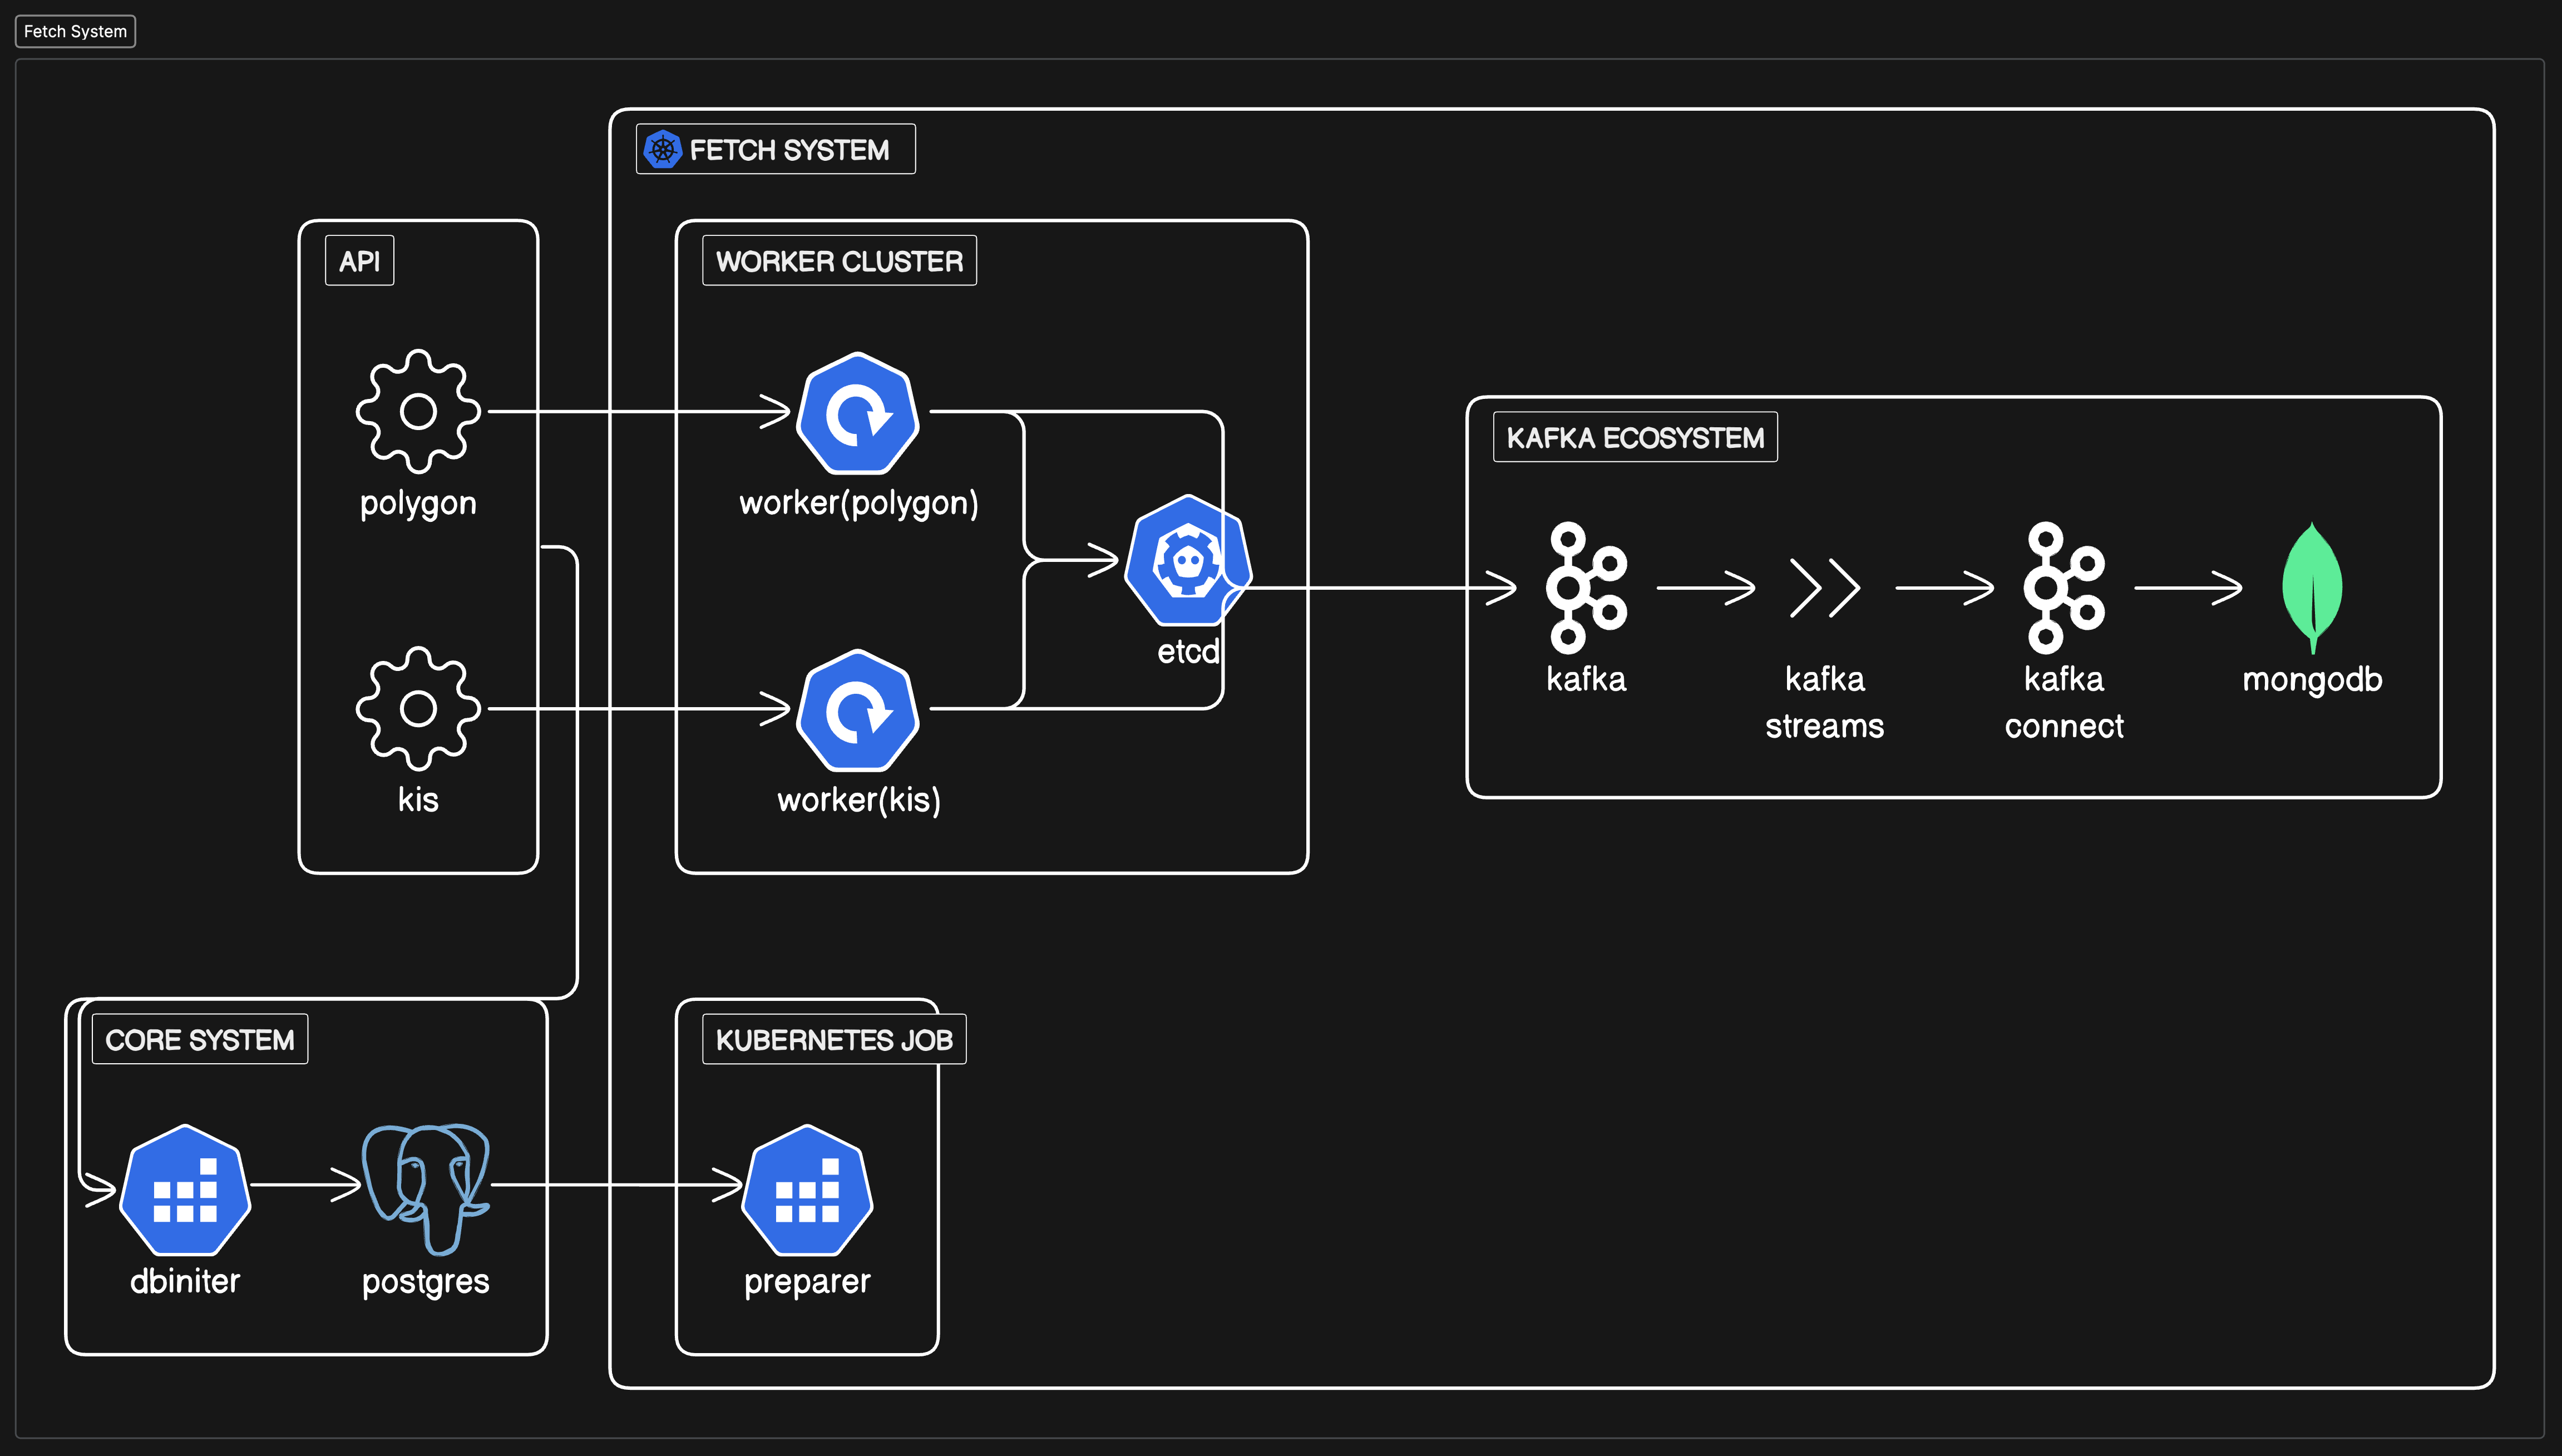 Fetch System
FETCH SYSTEM
API
WORKER CLUSTER
KAFKA ECOSYSTEM
polygon
worker(polygon)
etcd
kafka
kafka
streams
kafka
connect
mongodb
kis
worker(kis)
CORE SYSTEM
KUBERNETES JOB
dbiniter
postgres
preparer